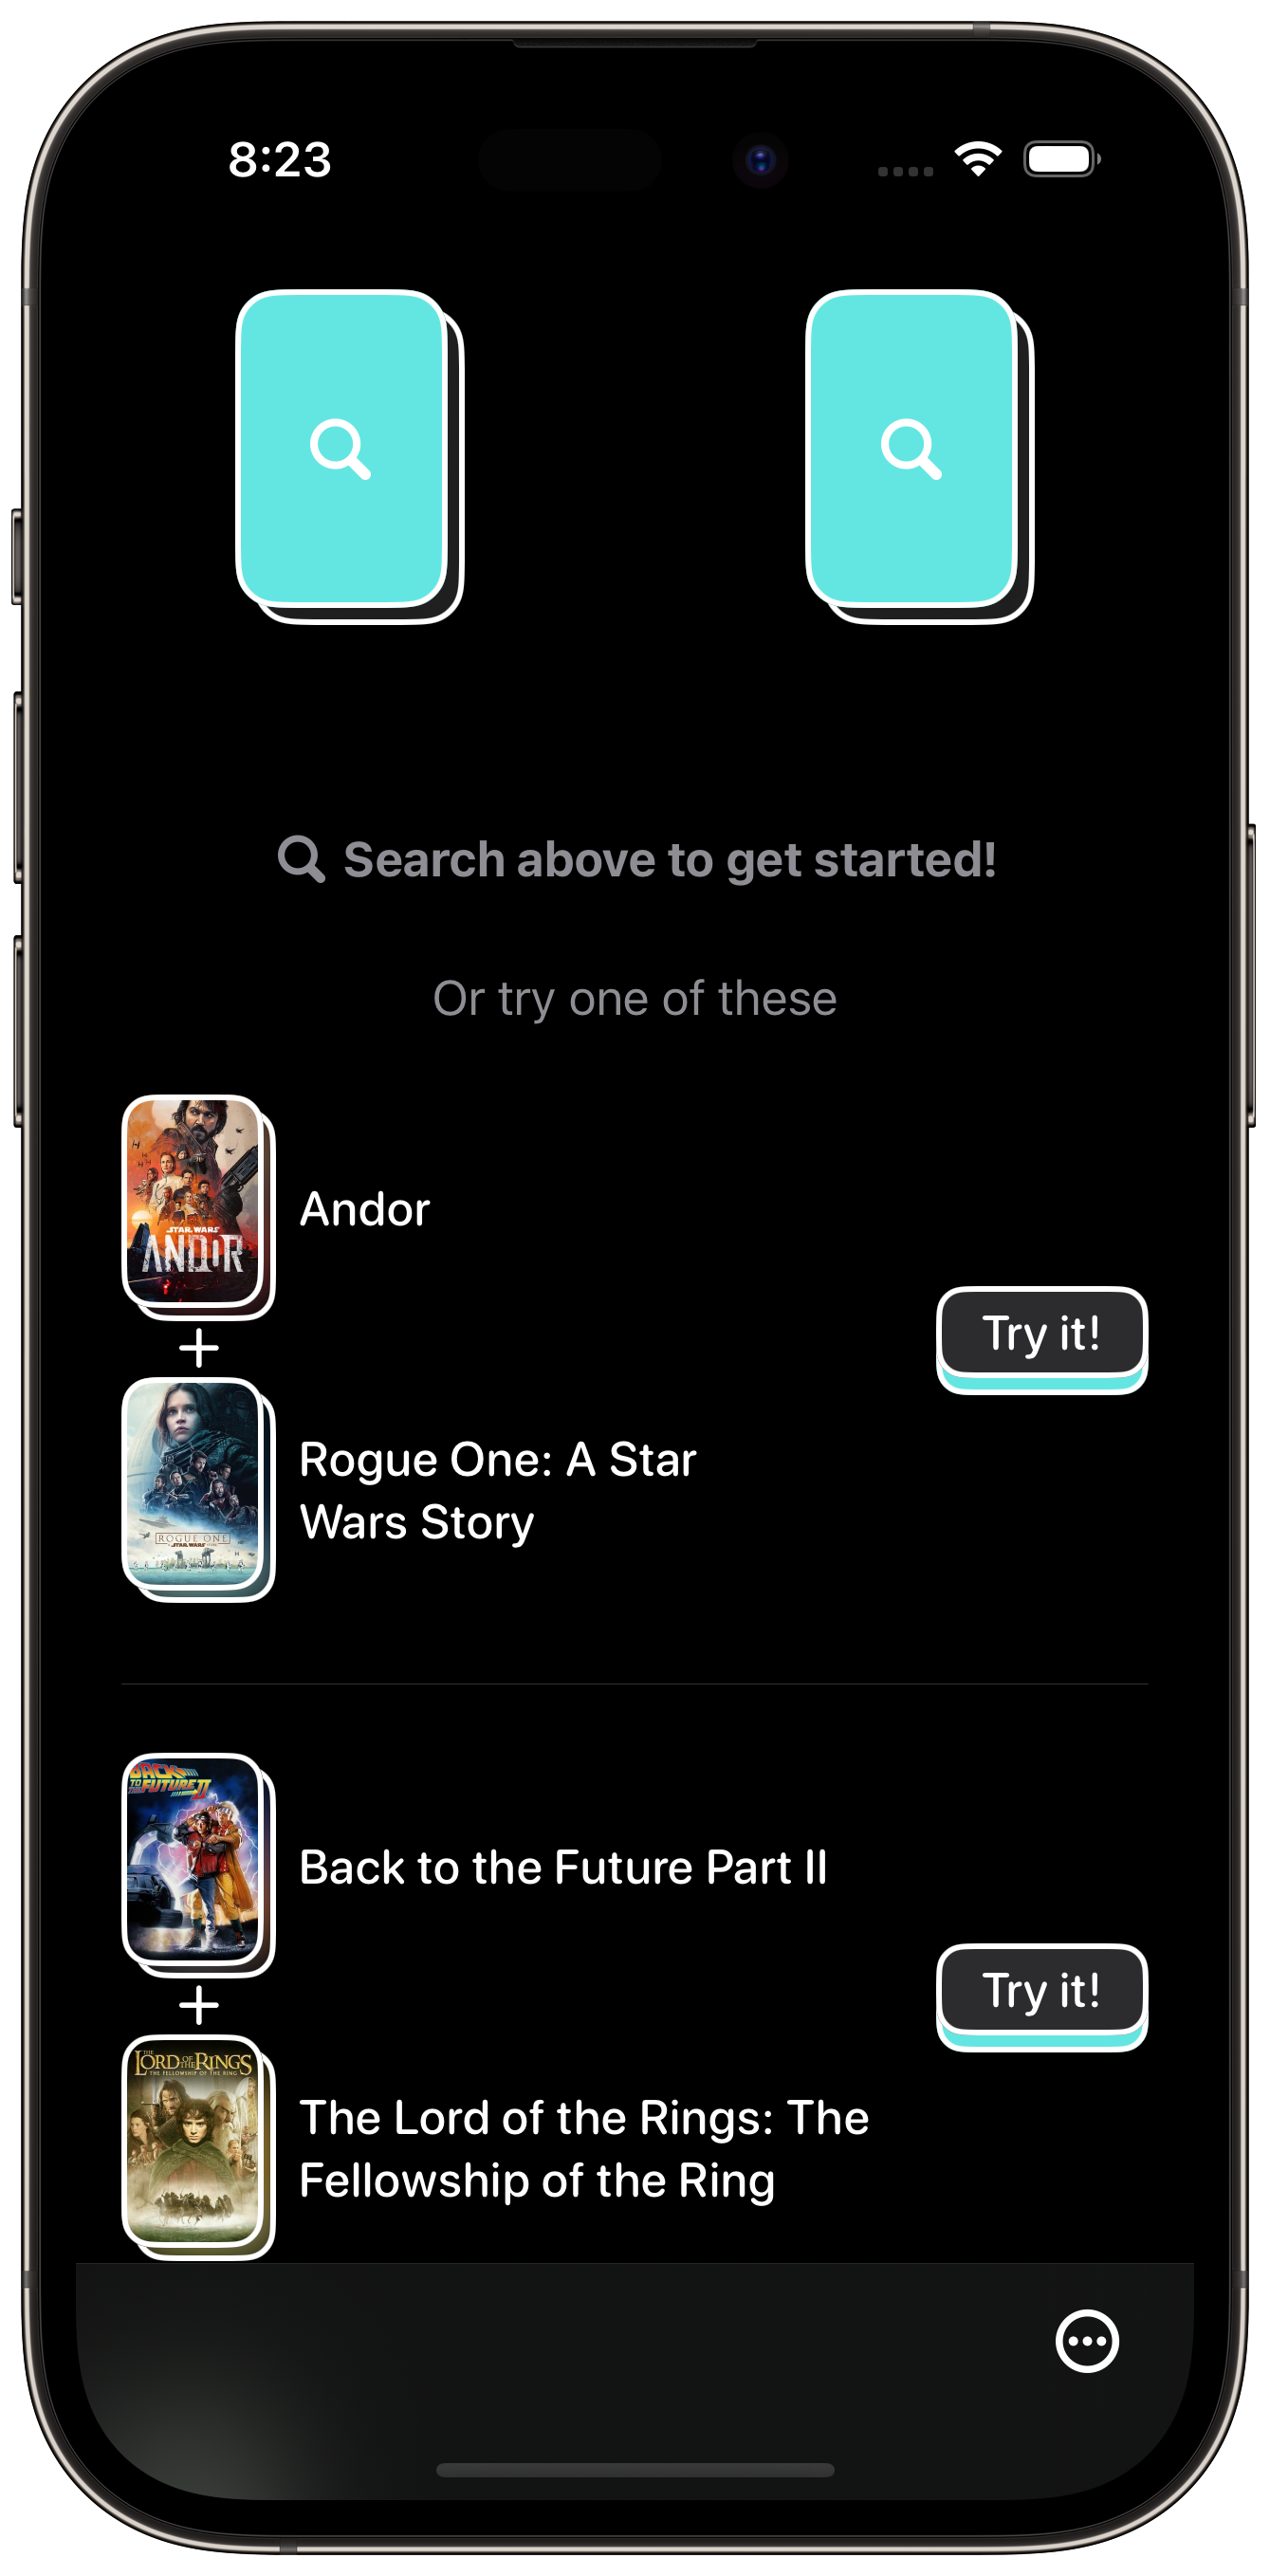 8:23
Search above to get started!
Or try one of these
STAR WARS
ANDOR
Andor
Try it!
ROGUE ONE
A STAR WARS STORY
Rogue One: A Star
Wars Story
BACK
TO THE FUTURE II
Back to the Future Part II
Try it!
THE
LORD OF THE RINGS
THE FELLOWSHIP OF THE RING
The Lord of the Rings: The
Fellowship of the Ring